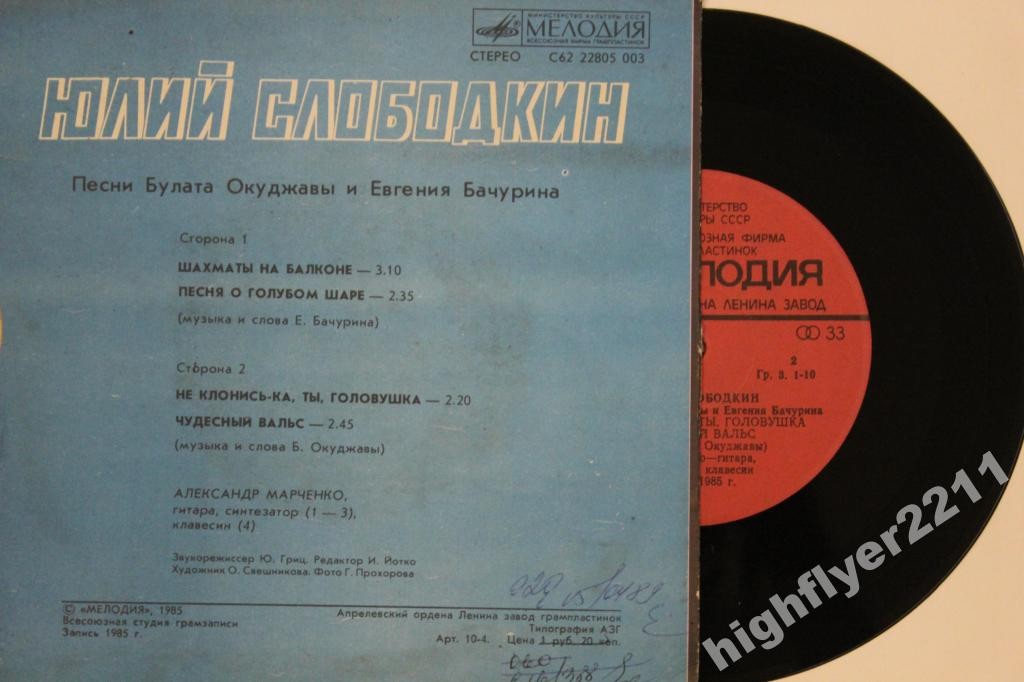 МИНИСТЕРСТВО КУЛЬТУРЫ СССР
МЕЛОДИЯ
ВСЕСОЮЗНАЯ ФИРМА ГРАМПЛАСТИНОК
СТЕРЕО С62 22805 003
ЮЛИЙ СЛОБОДКИН
Песни Булата Окуджавы и Евгения Бачурина
Сторона 1
ШАХМАТЫ НА БАЛКОНЕ — 3.10
ПЕСНЯ О ГОЛУБОМ ШАРЕ — 2.35
(музыка и слова Е. Бачурина)
Сторона 2
НЕ КЛОНИСЬ-КА, ТЫ, ГОЛОВУШКА — 2.20
ЧУДЕСНЫЙ ВАЛЬС — 2.45
(музыка и слова Б. Окуджавы)
АЛЕКСАНДР МАРЧЕНКО,
гитара, синтезатор (1 — 3),
клавесин (4)
Звукорежиссер Ю. Гриц. Редактор И. Йотко
Художник О. Свешникова. Фото Г. Прохорова
© «МЕЛОДИЯ», 1985
Всесоюзная студия грамзаписи
Запись 1985 г.
Апрелевский ордена Ленина завод грампластинок
Типография АЗГ
Арт. 10-4. Цена 1 руб. 20 коп.
ТЕРСТВО
РЫ СССР
ОЗНАЯ ФИРМА
ПЛАСТИНОК
ЛОДИЯ
НА ЛЕНИНА ЗАВОД
33
2
Гр. 3. 1-10
ОБОДКИН
ы и Евгения Бачурина
ТЫ, ГОЛОВУШКА
Й ВАЛЬС
Окуджавы)
р—гитара,
клавесин
1985 г.
highflyer2211